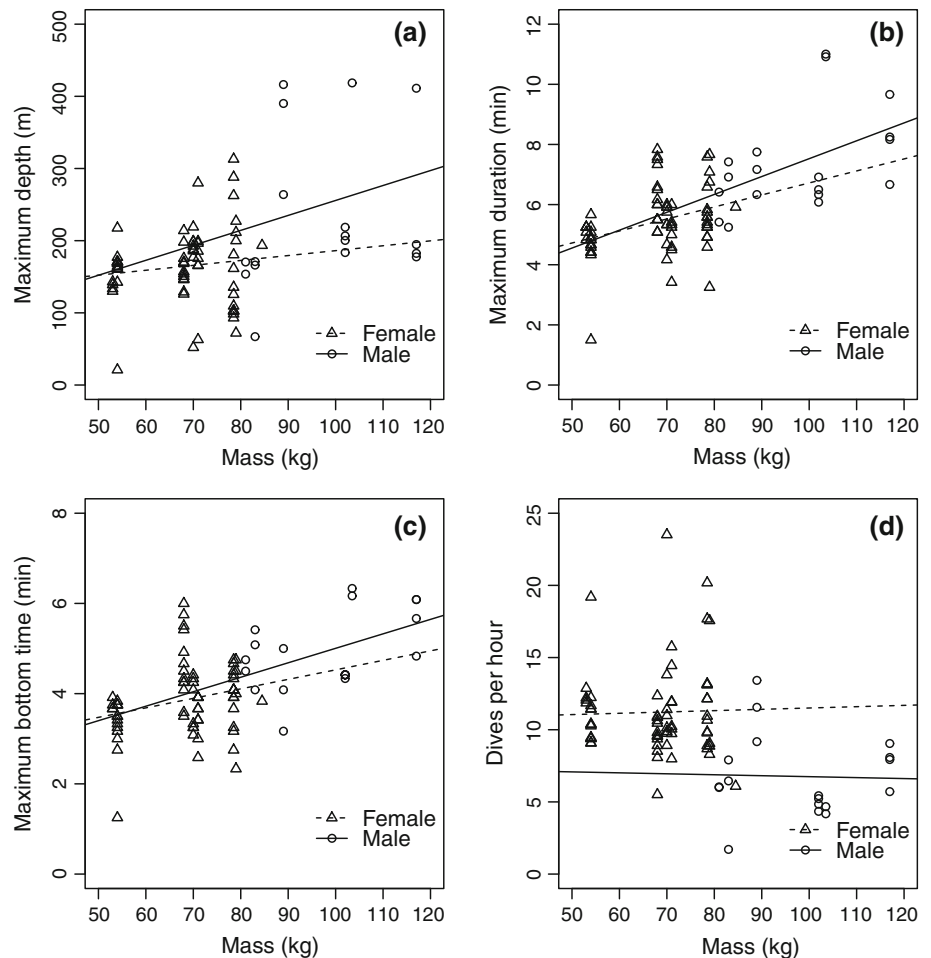 (a)
Maximum depth (m)
500
400
300
200
100
0
Female
Male
50 60 70 80 90 100 110 120
Mass (kg)
(b)
Maximum duration (min)
12
10
8
6
4
2
0
Female
Male
50 60 70 80 90 100 110 120
Mass (kg)
(c)
Maximum bottom time (min)
8
6
4
2
0
Female
Male
50 60 70 80 90 100 110 120
Mass (kg)
(d)
Dives per hour
25
20
15
10
5
0
Female
Male
50 60 70 80 90 100 110 120
Mass (kg)